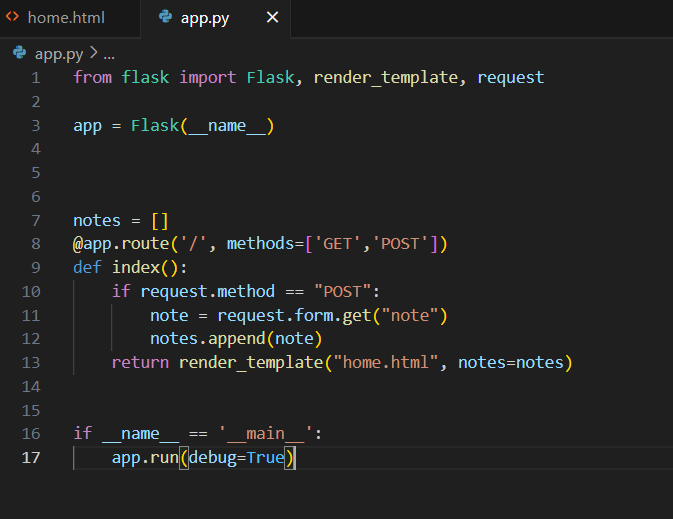 home.html app.py
app.py > ...
1 from flask import Flask, render_template, request
2
3 app = Flask(__name__)
4
5
6
7 notes = []
8 @app.route('/', methods=['GET','POST'])
9 def index():
10     if request.method == "POST":
11         note = request.form.get("note")
12         notes.append(note)
13     return render_template("home.html", notes=notes)
14
15
16 if __name__ == '__main__':
17     app.run(debug=True)